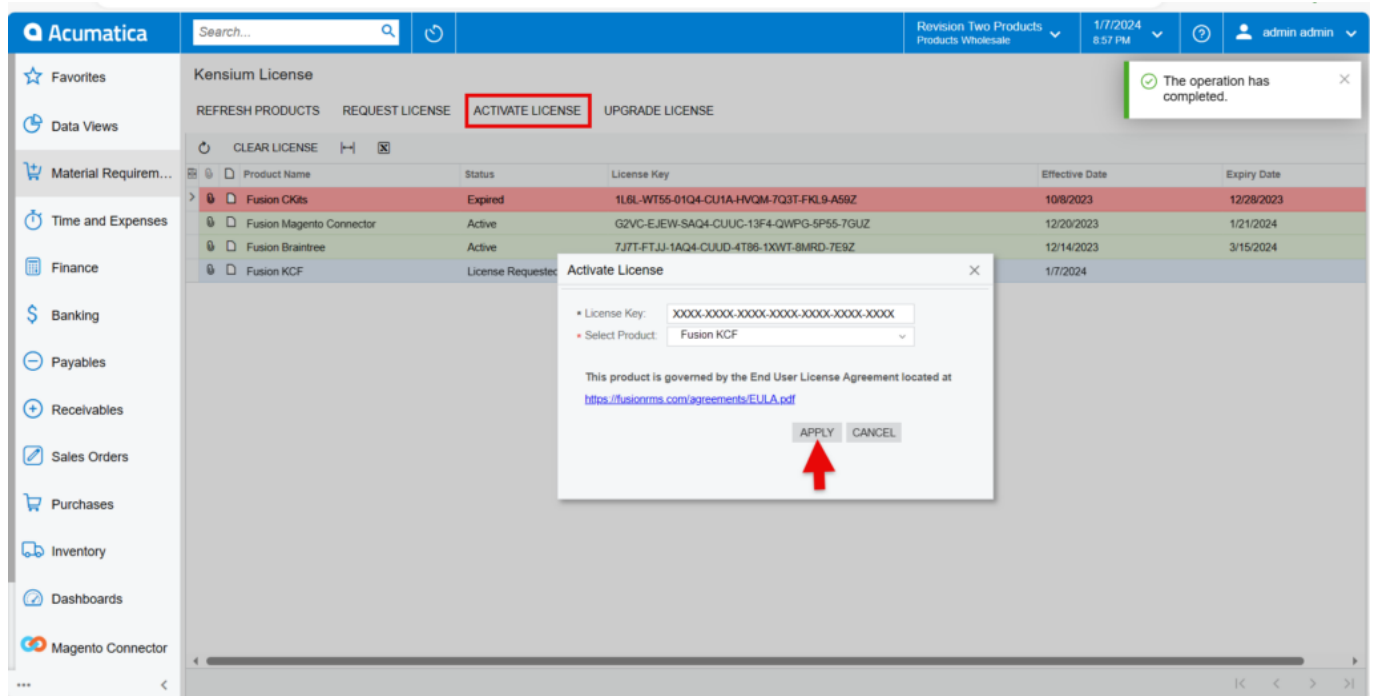 Acumatica
Search...
Revision Two Products
Products Wholesale
1/7/2024
8:57 PM
admin admin
Favorites
Data Views
Material Requirem...
Time and Expenses
Finance
Banking
Payables
Receivables
Sales Orders
Purchases
Inventory
Dashboards
Magento Connector
Kensium License
The operation has
completed.
REFRESH PRODUCTS REQUEST LICENSE ACTIVATE LICENSE UPGRADE LICENSE
CLEAR LICENSE
Product Name Status License Key Effective Date Expiry Date
Fusion CKits Expired 1L6L-WT55-01Q4-CU1A-HVQM-7Q3T-FKL9-A59Z 10/8/2023 12/28/2023
Fusion Magento Connector Active G2VC-EJEW-SAQ4-CUUC-13F4-QWPG-5P55-7GUZ 12/20/2023 1/21/2024
Fusion Braintree Active 7J7T-FTJJ-1AQ4-CUUD-4T86-1XWT-8MRD-7E9Z 12/14/2023 3/15/2024
Fusion KCF License Requested 1/7/2024
Activate License
License Key: XXXX-XXXX-XXXX-XXXX-XXXX-XXXX-XXXX
Select Product: Fusion KCF
This product is governed by the End User License Agreement located at
https://fusionrms.com/agreements/EULA.pdf
APPLY CANCEL